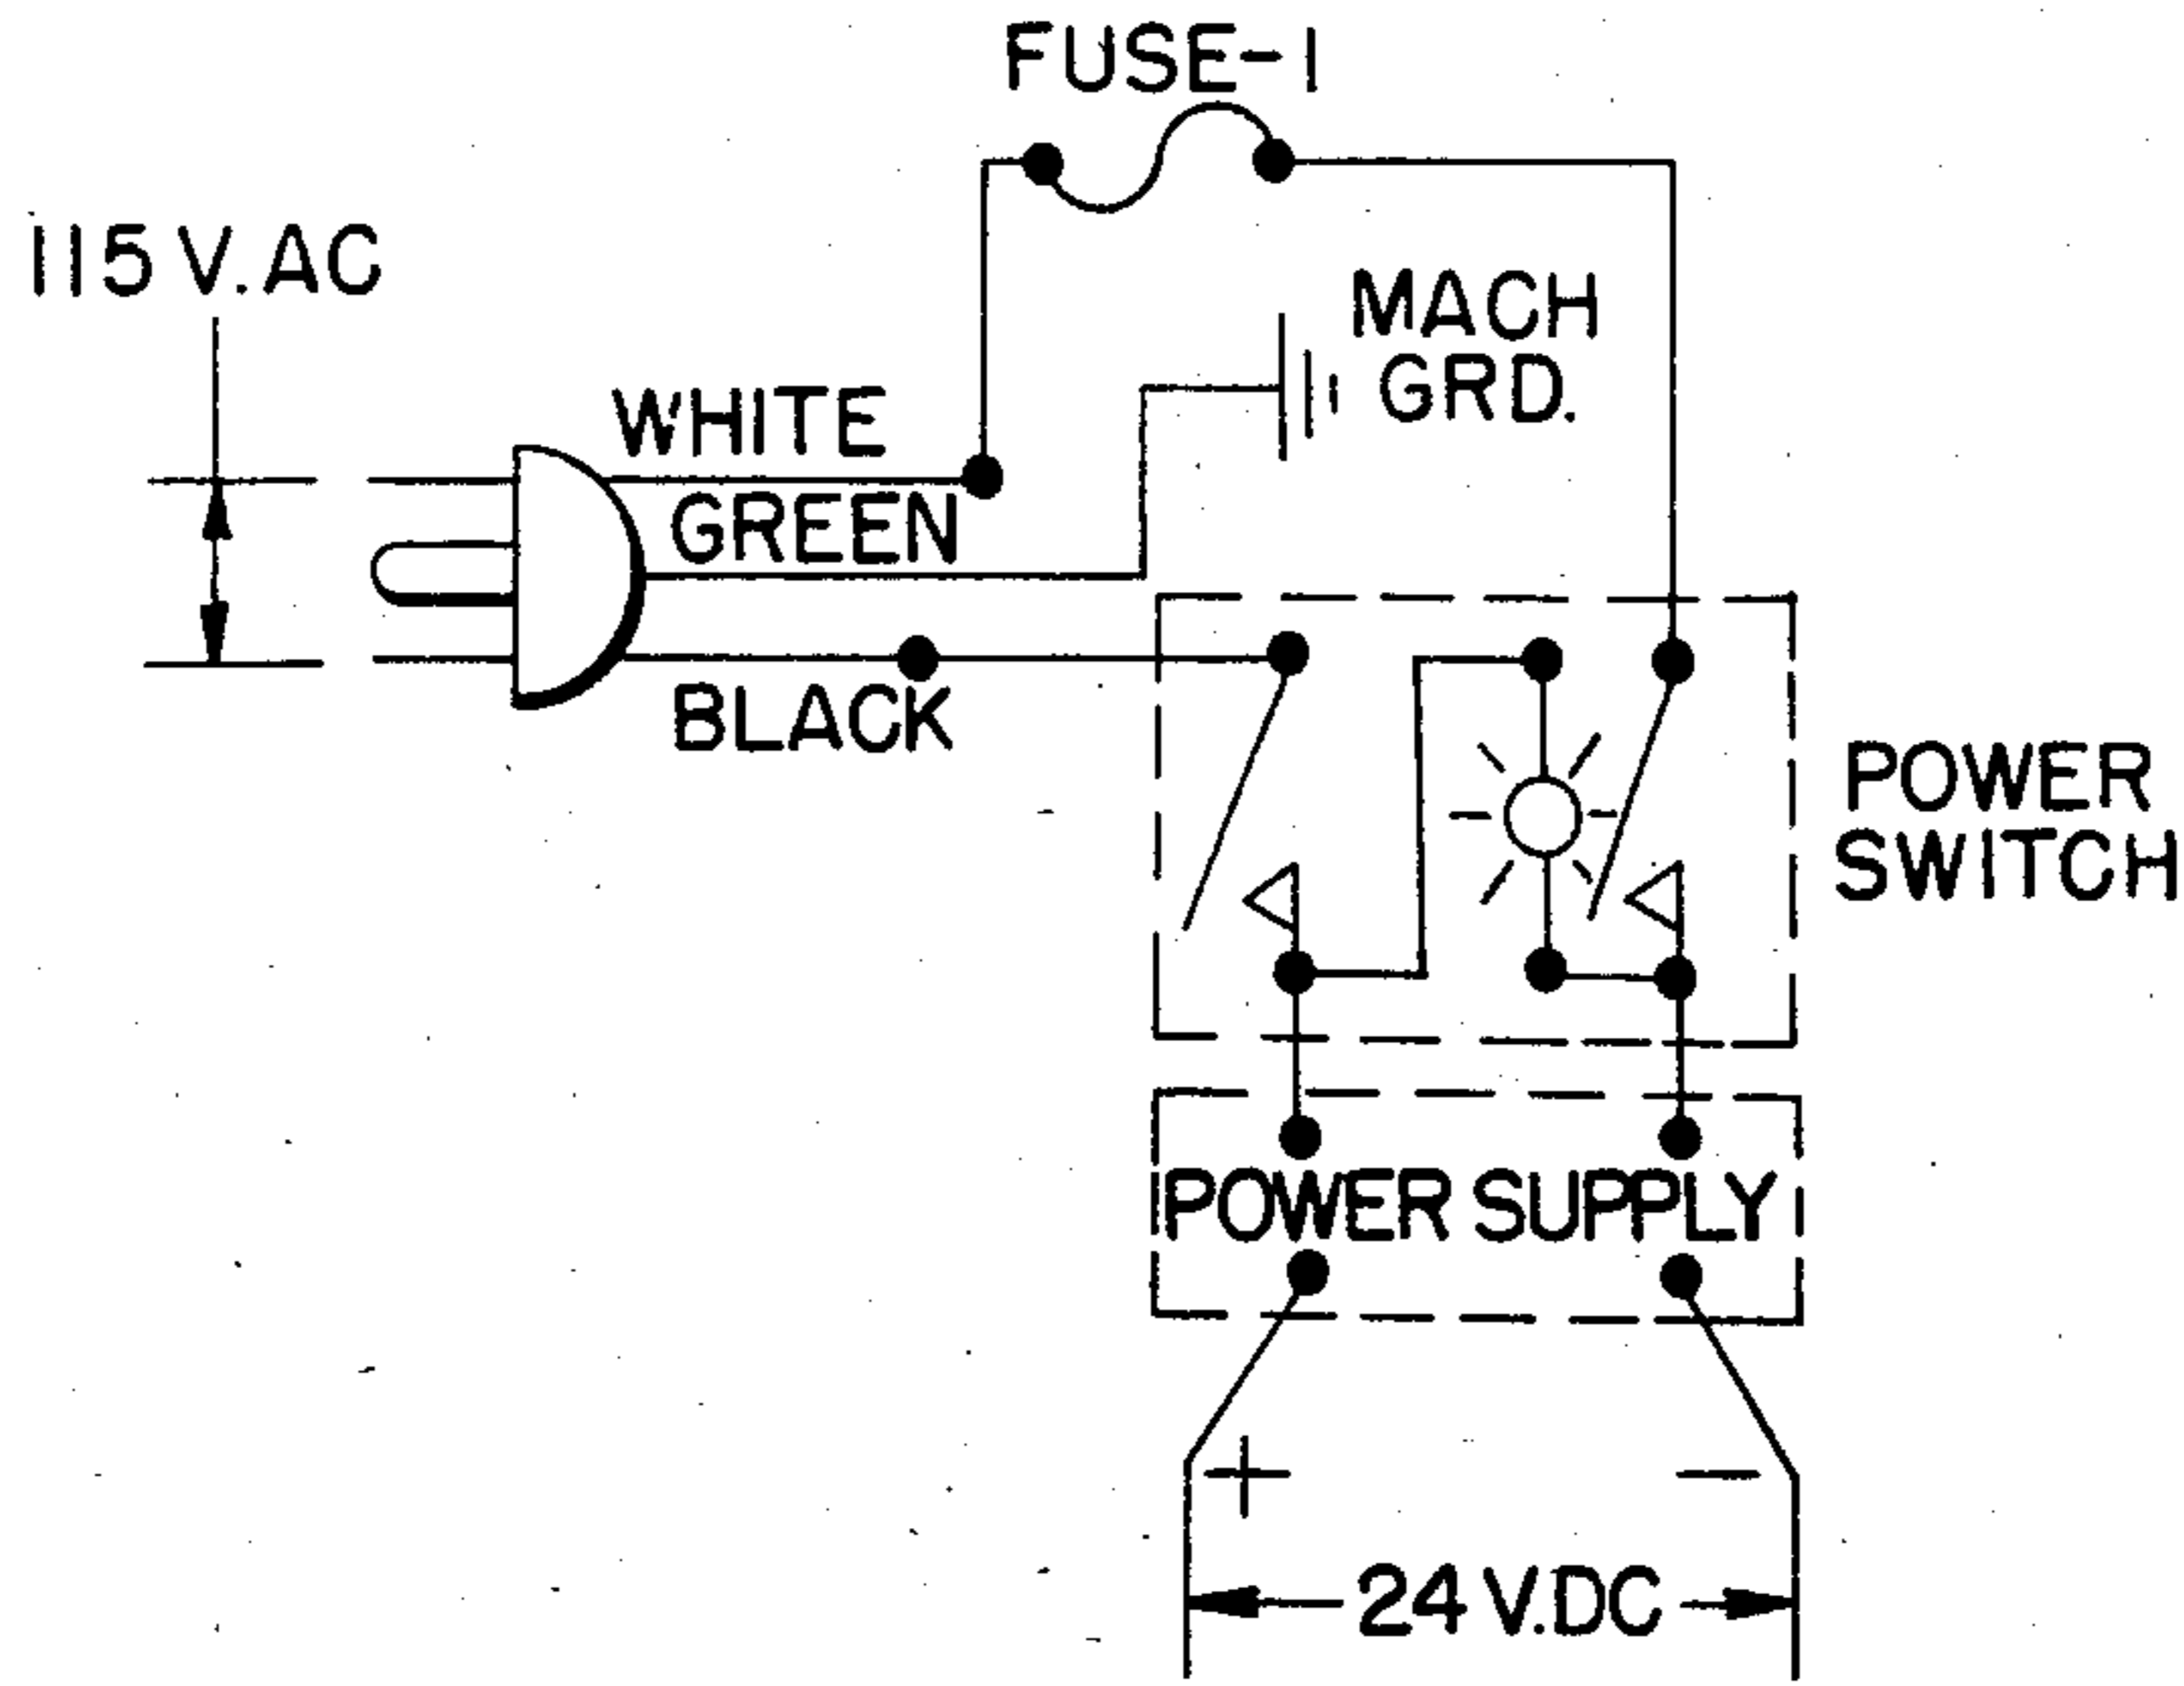 FUSE-1
115 V. AC
MACH
GRD.
WHITE
GREEN
BLACK
POWER
SWITCH
POWER SUPPLY
+ −
24 V.DC